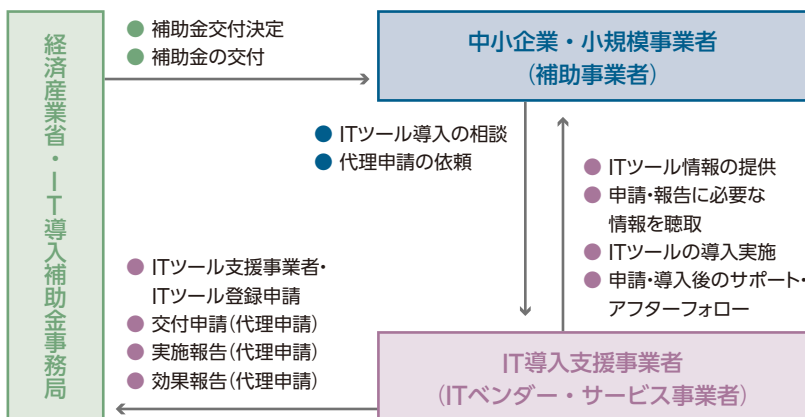 経済産業省・IT導入補助金事務局
● 補助金交付決定
● 補助金の交付
中小企業・小規模事業者
(補助事業者)
● ITツール導入の相談
● 代理申請の依頼
● ITツール情報の提供
● 申請・報告に必要な
情報を聴取
● ITツールの導入実施
● 申請・導入後のサポート・
アフターフォロー
● ITツール支援事業者・
ITツール登録申請
● 交付申請(代理申請)
● 実施報告(代理申請)
● 効果報告(代理申請)
IT導入支援事業者
(ITベンダー・サービス事業者)